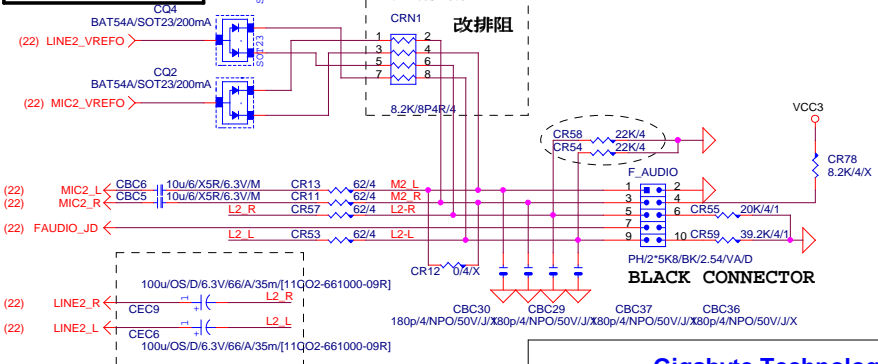 CQ4
BAT54A/SOT23/200mA
(22) LINE2_VREFO
SOT23
CQ2
BAT54A/SOT23/200mA
(22) MIC2_VREFO
CRN1
改排阻
1 2
3 4
5 6
7 8
8.2K/8P4R/4
VCC3
CR58 22K/4
CR54 22K/4
CR78
8.2K/4/X
F_AUDIO
(22) MIC2_L CBC6 10u/6/X5R/6.3V/M CR13 62/4 M2_L 1 2
(22) MIC2_R CBC5 10u/6/X5R/6.3V/M CR11 62/4 M2_R 3 4
L2_R CR57 62/4 L2-R 5 6 CR55 20K/4/1
(22) FAUDIO_JD 7
L2_L CR53 62/4 L2-L 9 10 CR59 39.2K/4/1
PH/2*5K8/BK/2.54/VA/D
BLACK CONNECTOR
CR12 0/4/X
100u/OS/D/6.3V/66/A/35m/[11CO2-661000-09R]
(22) LINE2_R CEC9 1 + L2_R
(22) LINE2_L CEC6 1 + L2_L
100u/OS/D/6.3V/66/A/35m/[11CO2-661000-09R]
CBC30 CBC29 CBC37 CBC36
180p/4/NPO/50V/J/X 180p/4/NPO/50V/J/X 180p/4/NPO/50V/J/X 180p/4/NPO/50V/J/X